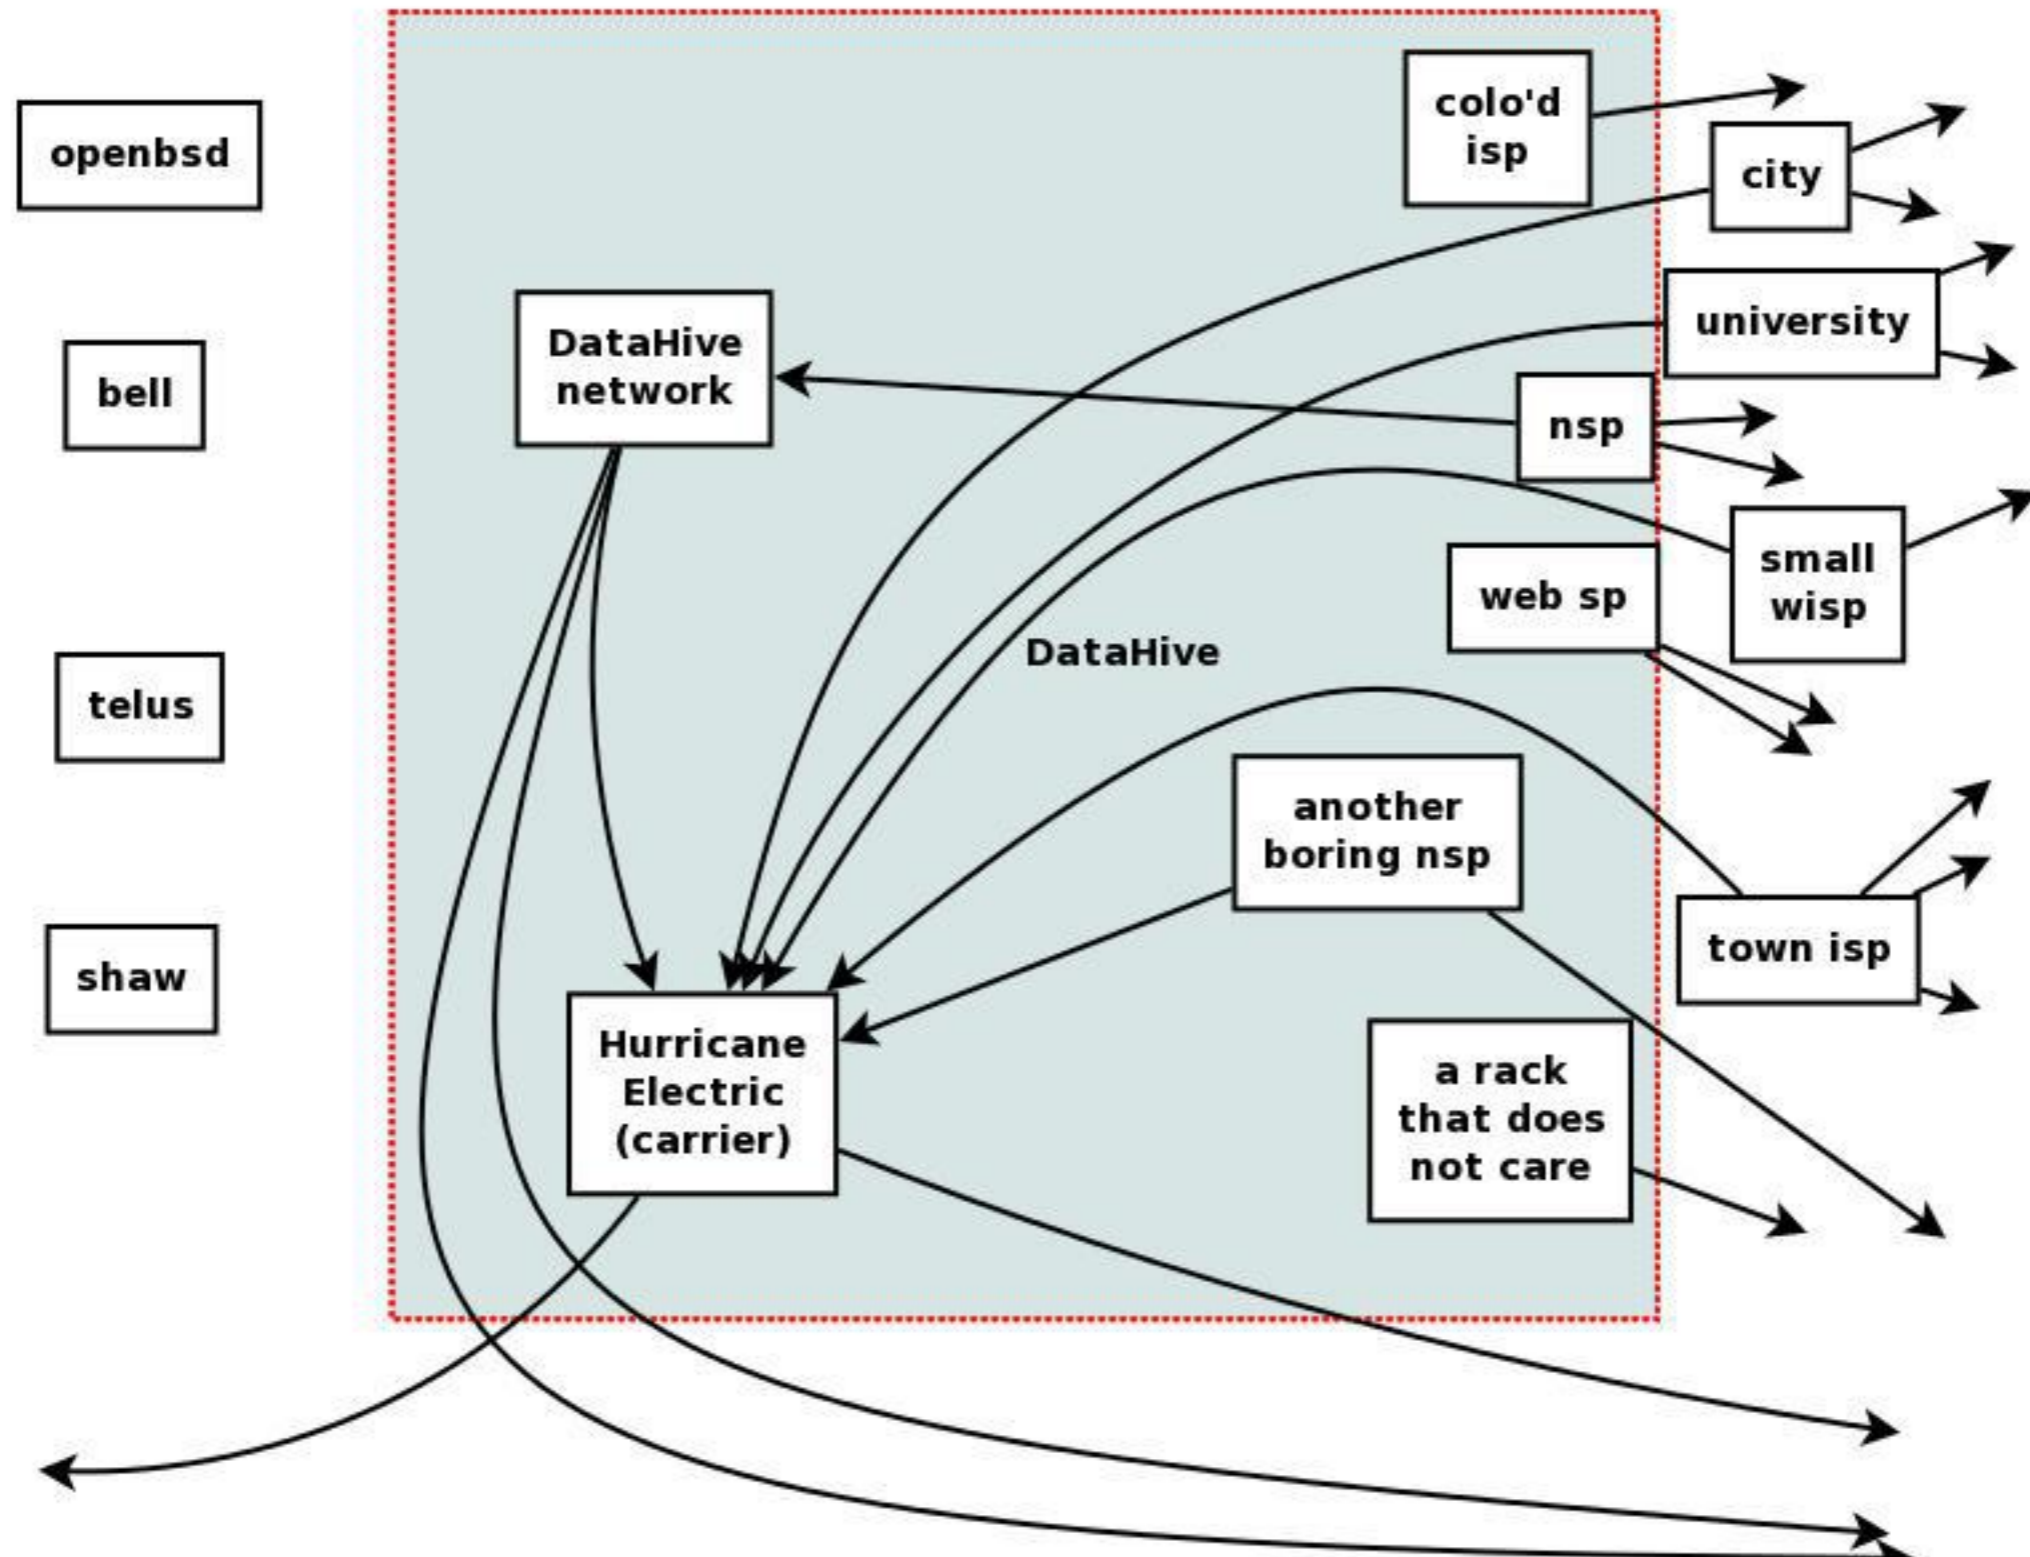 openbsd
bell
telus
shaw
DataHive
network
Hurricane
Electric
(carrier)
DataHive
colo'd
isp
city
university
nsp
small
wisp
web sp
another
boring nsp
town isp
a rack
that does
not care